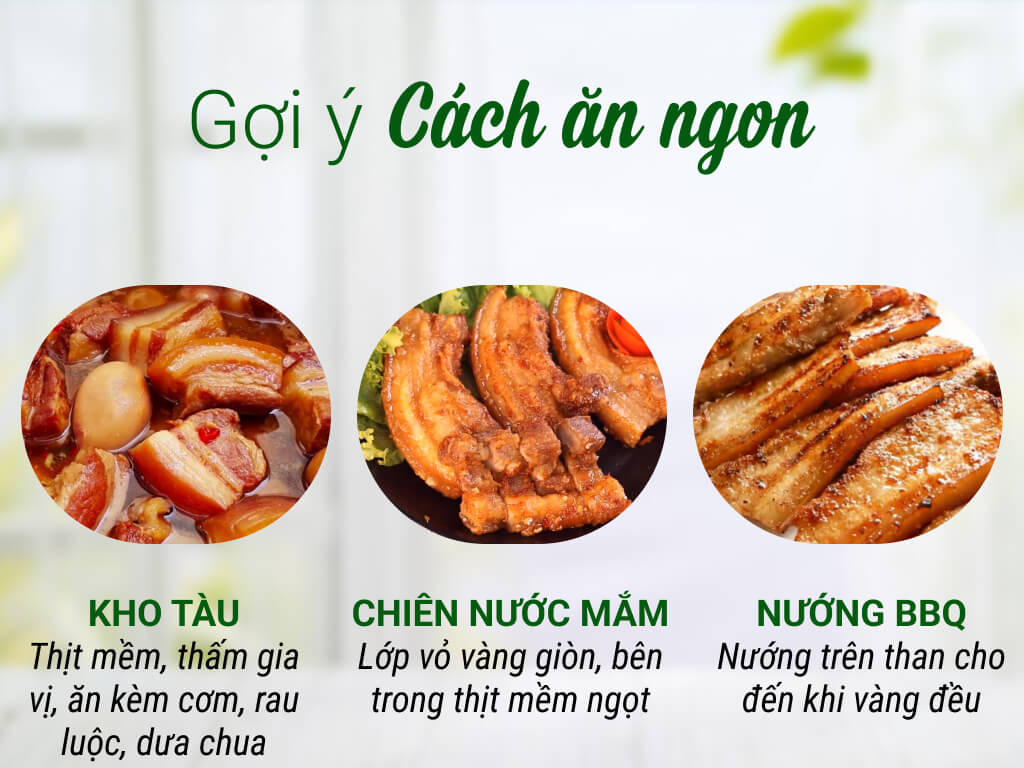 Gợi ý Cách ăn ngon
KHO TÀU
Thịt mềm, thấm gia
vị, ăn kèm cơm, rau
luộc, dưa chua
CHIÊN NƯỚC MẮM
Lớp vỏ vàng giòn, bên
trong thịt mềm ngọt
NƯỚNG BBQ
Nướng trên than cho
đến khi vàng đều